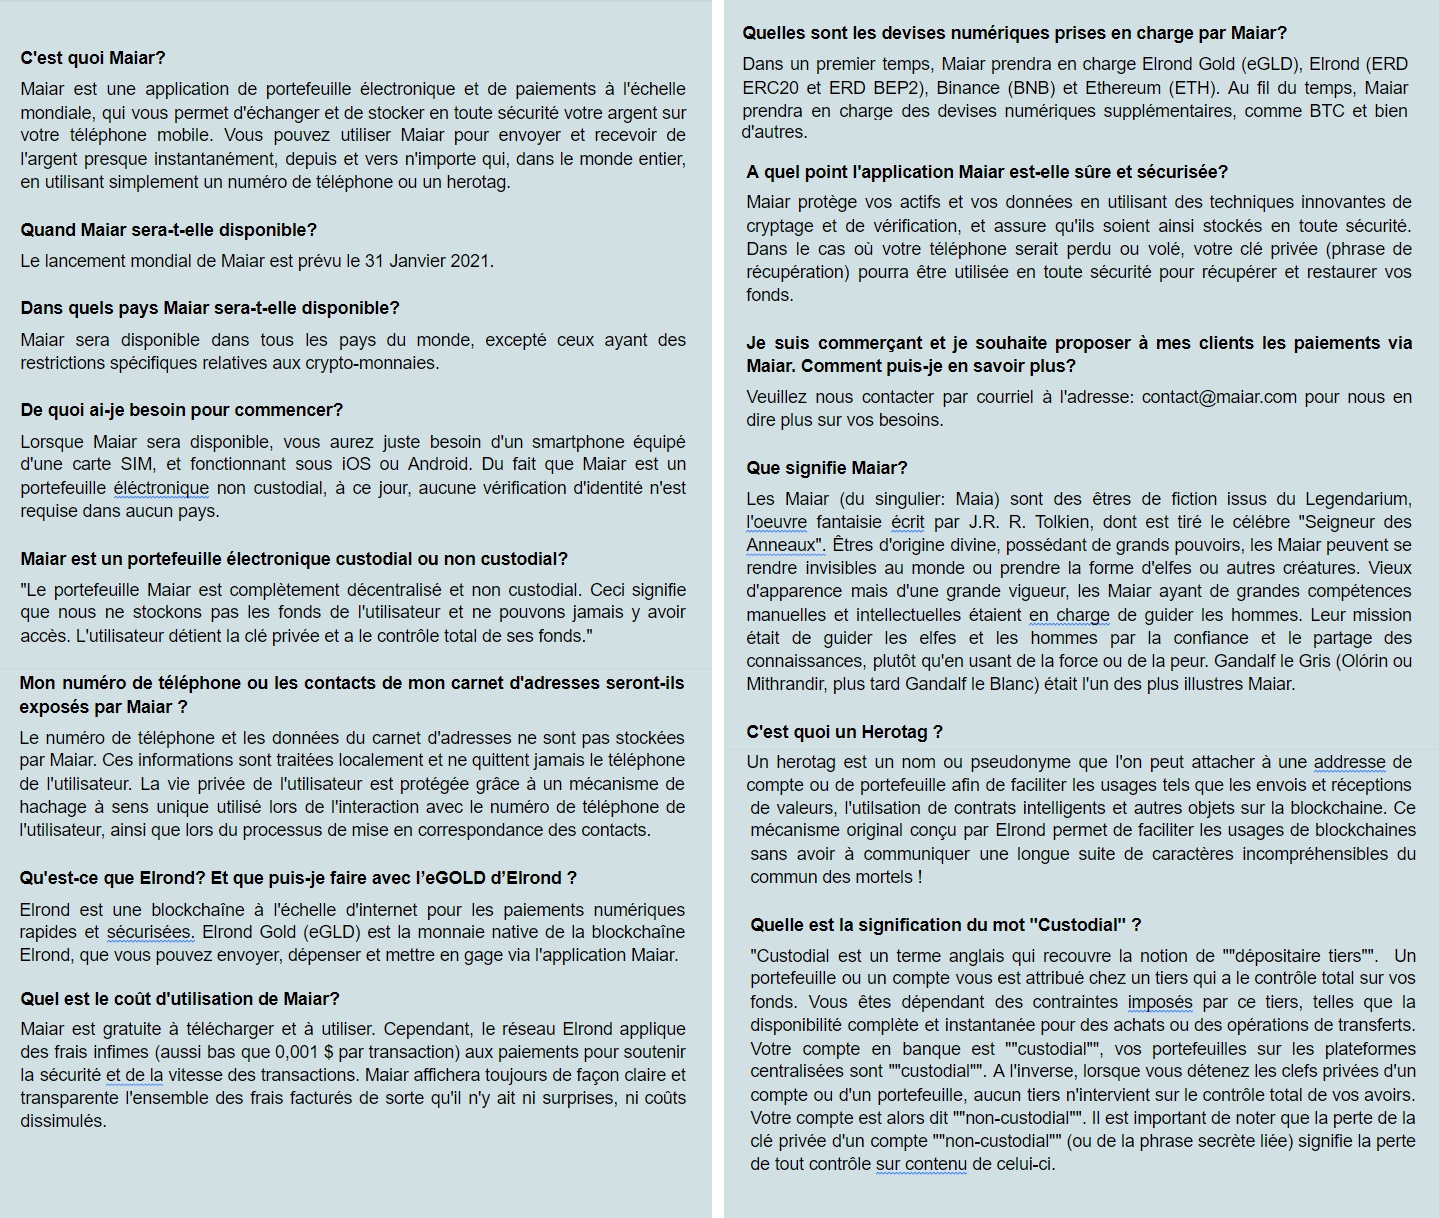 C'est quoi Maiar?
Maiar est une application de portefeuille électronique et de paiements à l'échelle
mondiale, qui vous permet d'échanger et de stocker en toute sécurité votre argent sur
votre téléphone mobile. Vous pouvez utiliser Maiar pour envoyer et recevoir de
l'argent presque instantanément, depuis et vers n'importe qui, dans le monde entier,
en utilisant simplement un numéro de téléphone ou un herotag.
Quand Maiar sera-t-elle disponible?
Le lancement mondial de Maiar est prévu le 31 Janvier 2021.
Dans quels pays Maiar sera-t-elle disponible?
Maiar sera disponible dans tous les pays du monde, excepté ceux ayant des
restrictions spécifiques relatives aux crypto-monnaies.
De quoi ai-je besoin pour commencer?
Lorsque Maiar sera disponible, vous aurez juste besoin d'un smartphone équipé
d'une carte SIM, et fonctionnant sous iOS ou Android. Du fait que Maiar est un
portefeuille éléctronique non custodial, à ce jour, aucune vérification d'identité n'est
requise dans aucun pays.
Maiar est un portefeuille électronique custodial ou non custodial?
"Le portefeuille Maiar est complètement décentralisé et non custodial. Ceci signifie
que nous ne stockons pas les fonds de l'utilisateur et ne pouvons jamais y avoir
accès. L'utilisateur détient la clé privée et a le contrôle total de ses fonds."
Mon numéro de téléphone ou les contacts de mon carnet d'adresses seront-ils
exposés par Maiar ?
Le numéro de téléphone et les données du carnet d'adresses ne sont pas stockées
par Maiar. Ces informations sont traitées localement et ne quittent jamais le téléphone
de l'utilisateur. La vie privée de l'utilisateur est protégée grâce à un mécanisme de
hachage à sens unique utilisé lors de l'interaction avec le numéro de téléphone de
l'utilisateur, ainsi que lors du processus de mise en correspondance des contacts.
Qu'est-ce que Elrond? Et que puis-je faire avec l’eGOLD d’Elrond ?
Elrond est une blockchaîne à l'échelle d'internet pour les paiements numériques
rapides et sécurisées. Elrond Gold (eGLD) est la monnaie native de la blockchaîne
Elrond, que vous pouvez envoyer, dépenser et mettre en gage via l'application Maiar.
Quel est le coût d'utilisation de Maiar?
Maiar est gratuite à télécharger et à utiliser. Cependant, le réseau Elrond applique
des frais infimes (aussi bas que 0,001 $ par transaction) aux paiements pour soutenir
la sécurité et de la vitesse des transactions. Maiar affichera toujours de façon claire et
transparente l'ensemble des frais facturés de sorte qu'il n'y ait ni surprises, ni coûts
dissimulés.
Quelles sont les devises numériques prises en charge par Maiar?
Dans un premier temps, Maiar prendra en charge Elrond Gold (eGLD), Elrond (ERD
ERC20 et ERD BEP2), Binance (BNB) et Ethereum (ETH). Au fil du temps, Maiar
prendra en charge des devises numériques supplémentaires, comme BTC et bien
d'autres.
A quel point l'application Maiar est-elle sûre et sécurisée?
Maiar protège vos actifs et vos données en utilisant des techniques innovantes de
cryptage et de vérification, et assure qu'ils soient ainsi stockés en toute sécurité.
Dans le cas où votre téléphone serait perdu ou volé, votre clé privée (phrase de
récupération) pourra être utilisée en toute sécurité pour récupérer et restaurer vos
fonds.
Je suis commerçant et je souhaite proposer à mes clients les paiements via
Maiar. Comment puis-je en savoir plus?
Veuillez nous contacter par courriel à l'adresse: contact@maiar.com pour nous en
dire plus sur vos besoins.
Que signifie Maiar?
Les Maiar (du singulier: Maia) sont des êtres de fiction issus du Legendarium,
l'oeuvre fantaisie écrit par J.R. R. Tolkien, dont est tiré le célébre "Seigneur des
Anneaux". Êtres d'origine divine, possédant de grands pouvoirs, les Maiar peuvent se
rendre invisibles au monde ou prendre la forme d'elfes ou autres créatures. Vieux
d'apparence mais d'une grande vigueur, les Maiar ayant de grandes compétences
manuelles et intellectuelles étaient en charge de guider les hommes. Leur mission
était de guider les elfes et les hommes par la confiance et le partage des
connaissances, plutôt qu'en usant de la force ou de la peur. Gandalf le Gris (Olórin ou
Mithrandir, plus tard Gandalf le Blanc) était l'un des plus illustres Maiar.
C'est quoi un Herotag ?
Un herotag est un nom ou pseudonyme que l'on peut attacher à une addresse de
compte ou de portefeuille afin de faciliter les usages tels que les envois et réceptions
de valeurs, l'utilsation de contrats intelligents et autres objets sur la blockchaine. Ce
mécanisme original conçu par Elrond permet de faciliter les usages de blockchaines
sans avoir à communiquer une longue suite de caractères incompréhensibles du
commun des mortels !
Quelle est la signification du mot "Custodial" ?
"Custodial est un terme anglais qui recouvre la notion de ""dépositaire tiers"". Un
portefeuille ou un compte vous est attribué chez un tiers qui a le contrôle total sur vos
fonds. Vous êtes dépendant des contraintes imposés par ce tiers, telles que la
disponibilité complète et instantanée pour des achats ou des opérations de transferts.
Votre compte en banque est ""custodial"", vos portefeuilles sur les plateformes
centralisées sont ""custodial"". A l'inverse, lorsque vous détenez les clefs privées d'un
compte ou d'un portefeuille, aucun tiers n'intervient sur le contrôle total de vos avoirs.
Votre compte est alors dit ""non-custodial"". Il est important de noter que la perte de la
clé privée d'un compte ""non-custodial"" (ou de la phrase secrète liée) signifie la perte
de tout contrôle sur contenu de celui-ci.